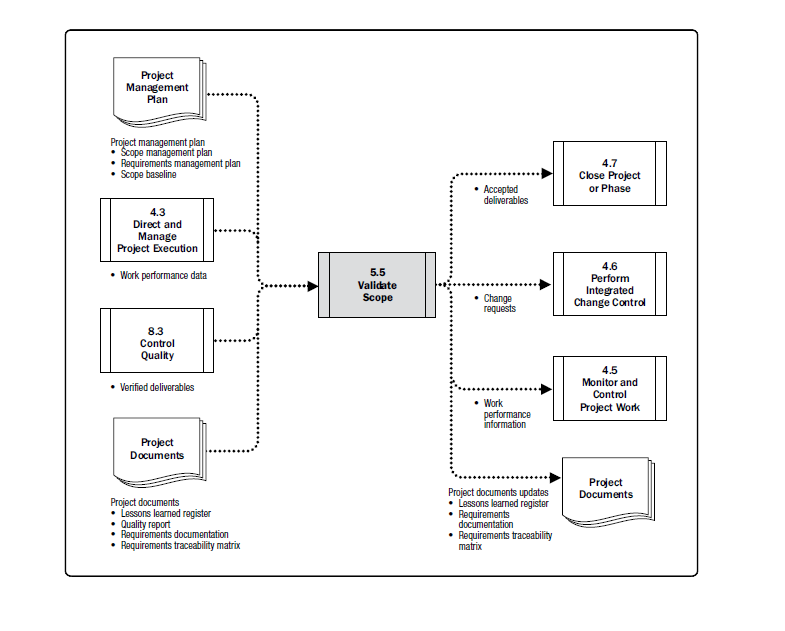 Project
Management
Plan
Project management plan
• Scope management plan
• Requirements management plan
• Scope baseline
4.3
Direct and
Manage
Project Execution
• Work performance data
8.3
Control
Quality
• Verified deliverables
Project
Documents
Project documents
• Lessons learned register
• Quality report
• Requirements documentation
• Requirements traceability matrix
5.5
Validate
Scope
• Accepted
deliverables
4.7
Close Project
or Phase
• Change
requests
4.6
Perform
Integrated
Change Control
• Work
performance
information
4.5
Monitor and
Control
Project Work
Project documents updates
• Lessons learned register
• Requirements
documentation
• Requirements traceability
matrix
Project
Documents